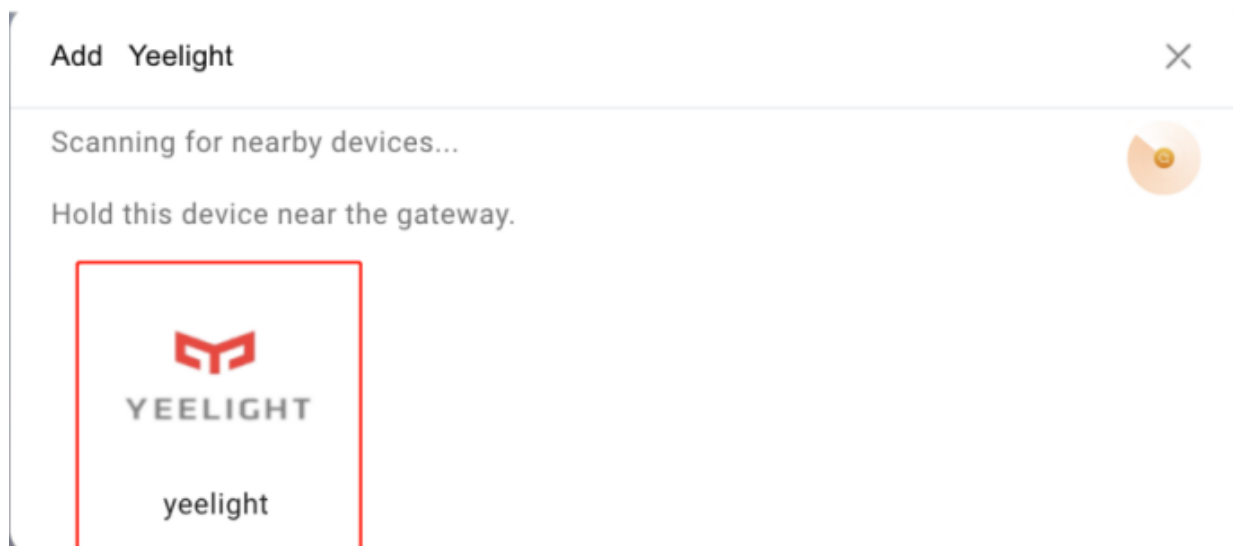 Add Yeelight
Scanning for nearby devices...
Hold this device near the gateway.
YEELIGHT
yeelight